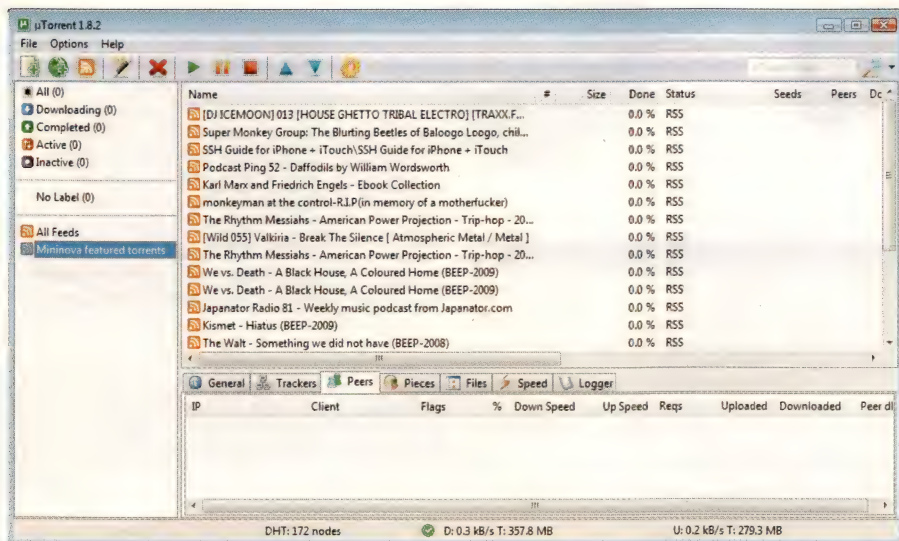 µTorrent 1.8.2
File Options Help
All (0)
Downloading (0)
Completed (0)
Active (0)
Inactive (0)
No Label (0)
All Feeds
Mininova featured torrents
Name # Size Done Status Seeds Peers Dc
[DJ ICEMOON] 013 [HOUSE GHETTO TRIBAL ELECTRO] [TRAXX.F... 0.0 % RSS
Super Monkey Group: The Blurting Beetles of Baloogo Loogo, chil... 0.0 % RSS
SSH Guide for iPhone + iTouch\SSH Guide for iPhone + iTouch 0.0 % RSS
Podcast Ping 52 - Daffodils by William Wordsworth 0.0 % RSS
Karl Marx and Friedrich Engels - Ebook Collection 0.0 % RSS
monkeyman at the control-R.I.P(in memory of a motherfucker) 0.0 % RSS
The Rhythm Messiahs - American Power Projection - Trip-hop - 20... 0.0 % RSS
[Wild 055] Valkiria - Break The Silence [ Atmospheric Metal / Metal ] 0.0 % RSS
The Rhythm Messiahs - American Power Projection - Trip-hop - 20... 0.0 % RSS
We vs. Death - A Black House, A Coloured Home (BEEP-2009) 0.0 % RSS
We vs. Death - A Black House, A Coloured Home (BEEP-2009) 0.0 % RSS
Japanator Radio 81 - Weekly music podcast from Japanator.com 0.0 % RSS
Kismet - Hiatus (BEEP-2009) 0.0 % RSS
The Walt - Something we did not have (BEEP-2008) 0.0 % RSS
General Trackers Peers Pieces Files Speed Logger
IP Client Flags % Down Speed Up Speed Reqs Uploaded Downloaded Peer dl
DHT: 172 nodes D: 0.3 kB/s T: 357.8 MB U: 0.2 kB/s T: 279.3 MB